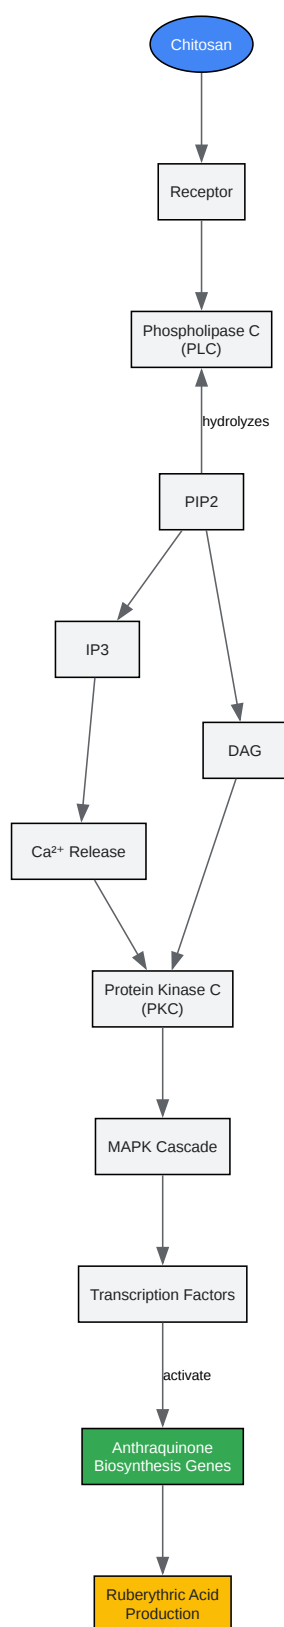 Chitosan
Receptor
Phospholipase C
(PLC)
hydrolyzes
PIP2
IP3
DAG
Ca²⁺ Release
Protein Kinase C
(PKC)
MAPK Cascade
Transcription Factors
activate
Anthraquinone
Biosynthesis Genes
Ruberythric Acid
Production